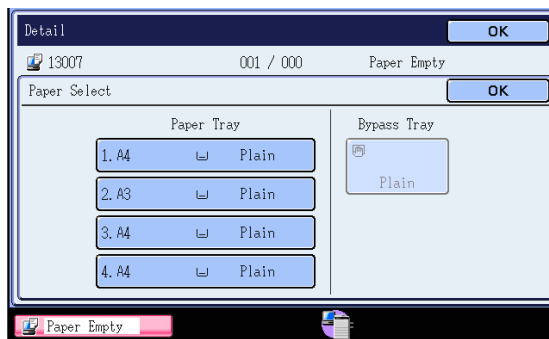 Detail OK
13007 001 / 000 Paper Empty
Paper Select OK
Paper Tray Bypass Tray
1. A4 Plain
Plain
2. A3 Plain
3. A4 Plain
4. A4 Plain
Paper Empty